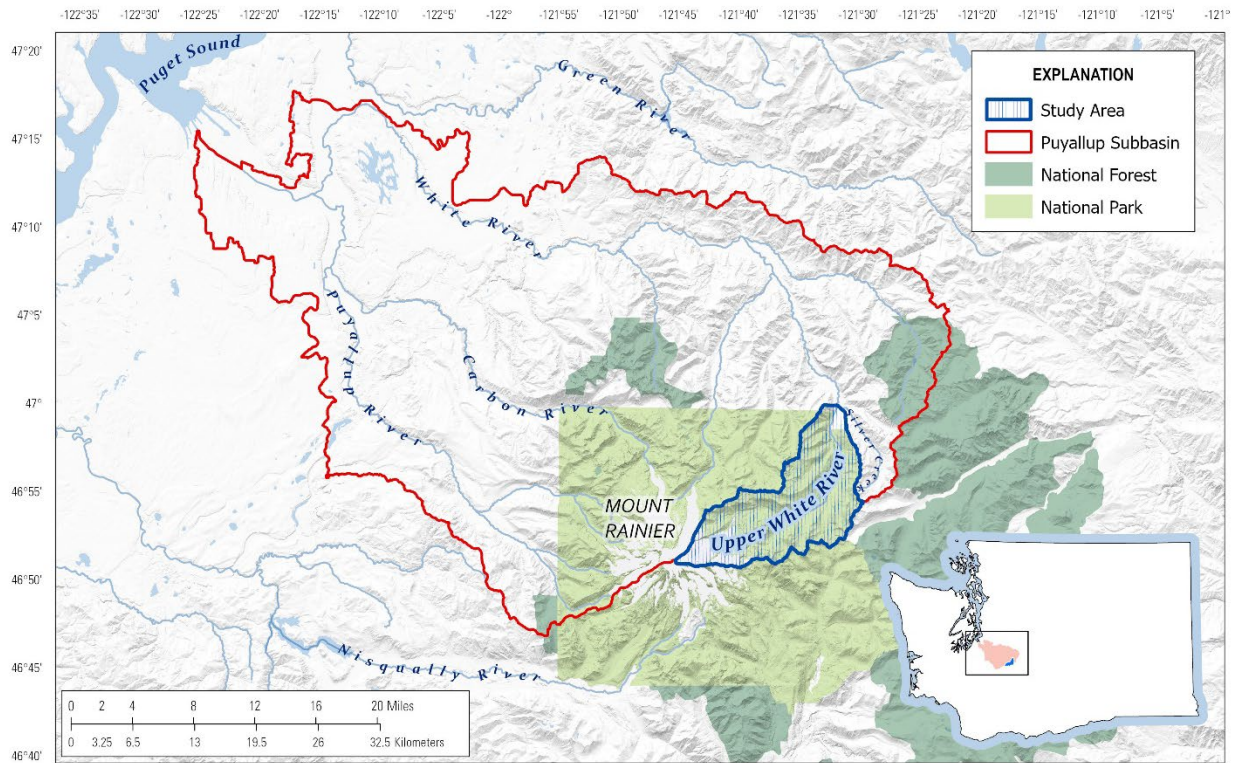 -122°35' -122°30' -122°25' -122°20' -122°15' -122°10' -122°5' -122° -121°55' -121°50' -121°45' -121°40' -121°35' -121°30' -121°25' -121°20' -121°15' -121°10' -121°5' -121°
47°20'
47°15'
47°10'
47°5'
47°
46°55'
46°50'
46°45'
46°40'
Puget Sound
Green River
EXPLANATION
Study Area
Puyallup Subbasin
National Forest
National Park
White River
Puyallup River
Carbon River
Silver Creek
MOUNT
RAINIER
Upper White River
Nisqually River
0 2 4 8 12 16 20 Miles
0 3.25 6.5 13 19.5 26 32.5 Kilometers